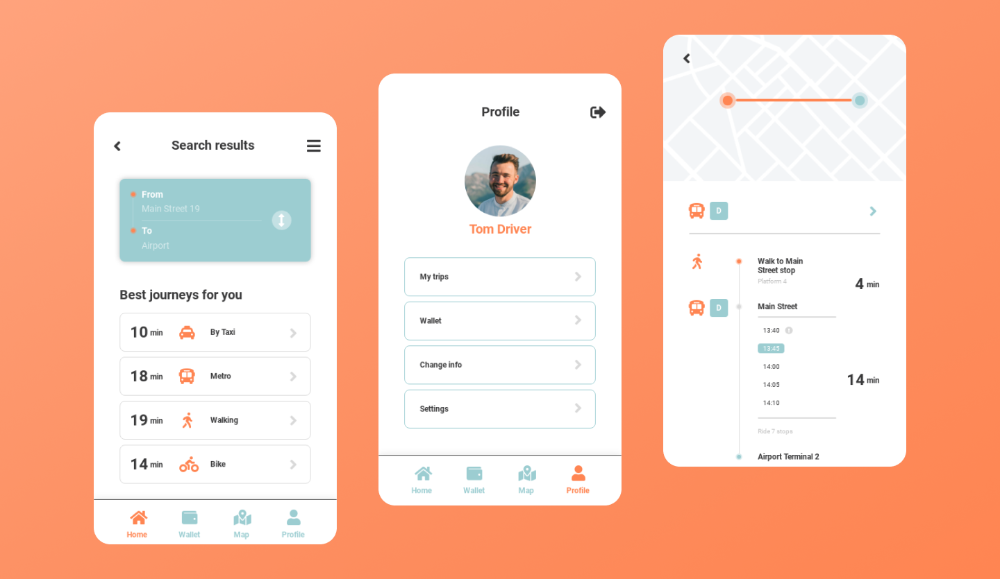 Search results
From
Main Street 19
To
Airport
Best journeys for you
10 min By Taxi
18 min Metro
19 min Walking
14 min Bike
Home Wallet Map Profile
Profile
Tom Driver
My trips
Wallet
Change info
Settings
Home Wallet Map Profile
D
Walk to Main
Street stop
Platform 4
4 min
D Main Street
13:40
13:45
14:00
14 min
14:05
14:10
Ride 7 stops
Airport Terminal 2